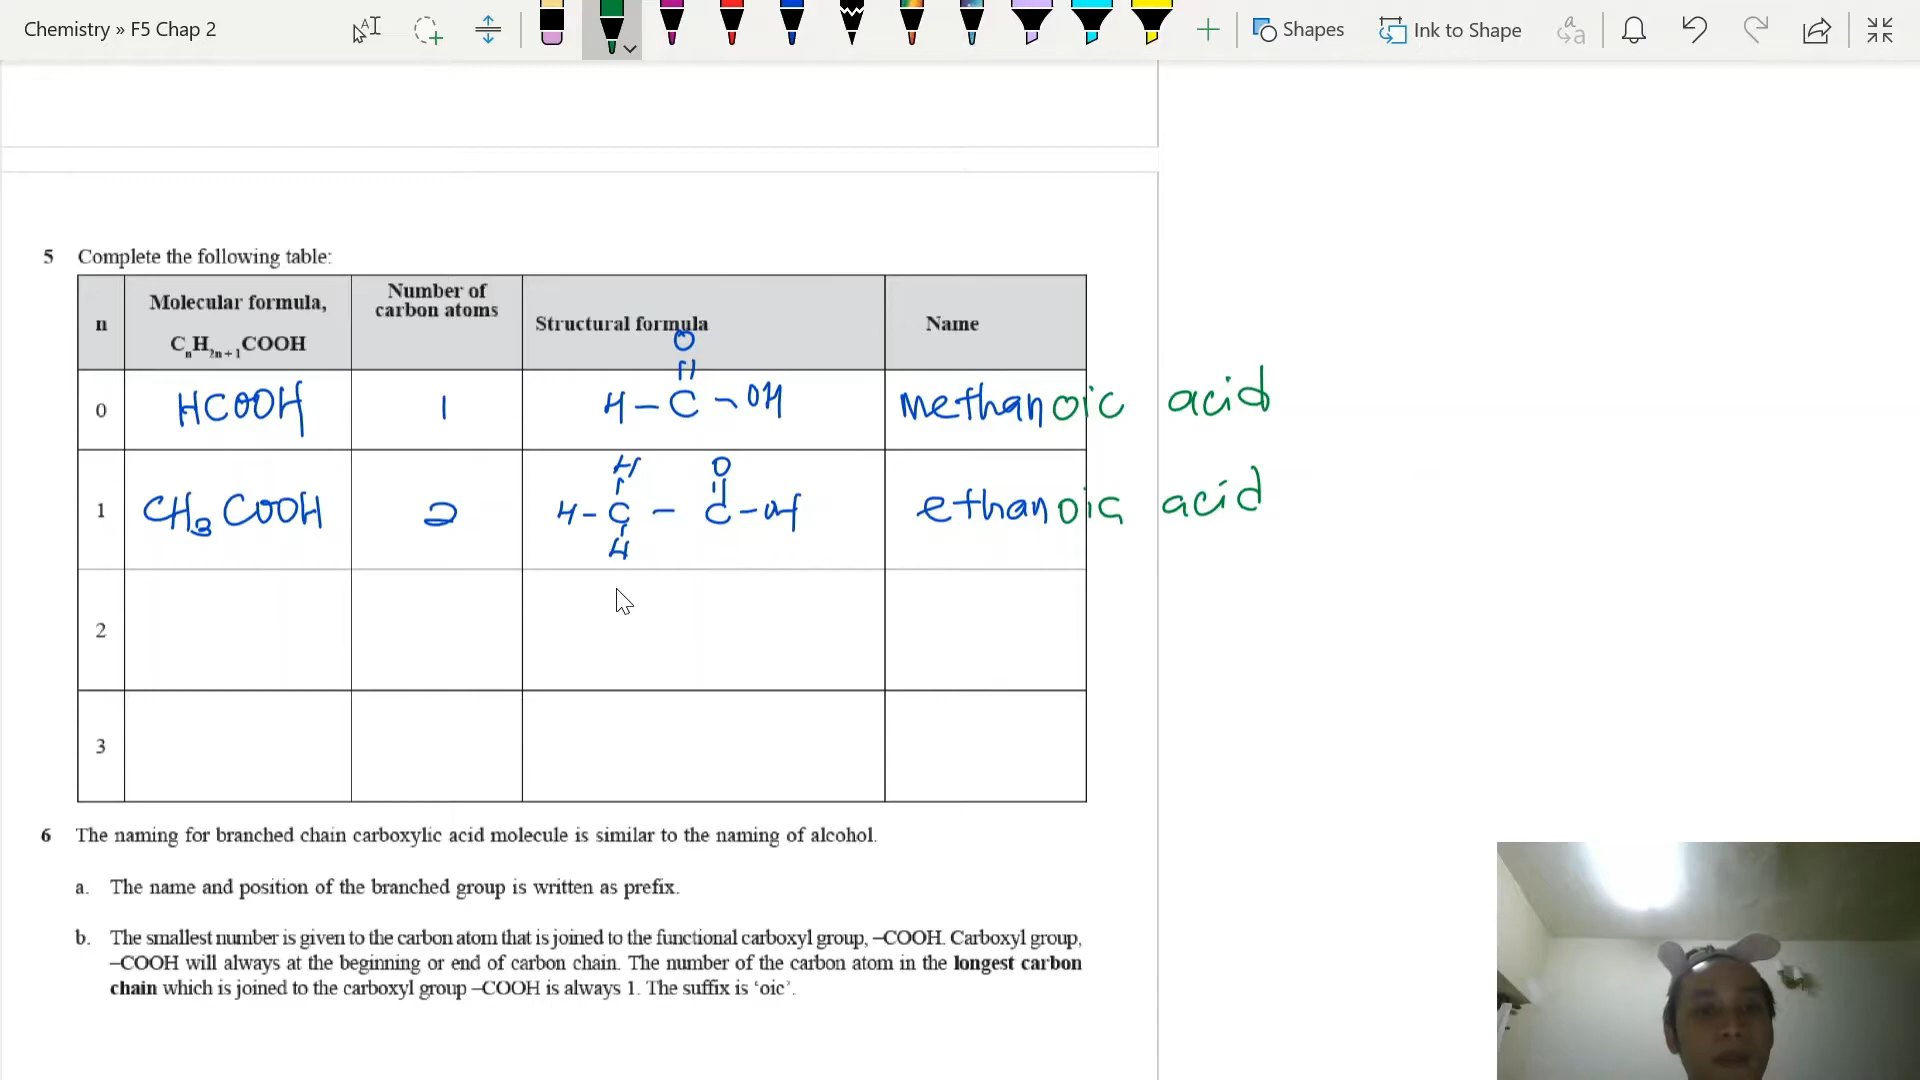 Chemistry » F5 Chap 2
Shapes
Ink to Shape
5 Complete the following table:
n
Molecular formula,
CnH2n+1COOH
Number of
carbon atoms
Structural formula
Name
0
HCOOH
1
O
H – C – OH
methanoic acid
1
CH3COOH
2
H O
H – C – C – OH
H
ethanoic acid
2
3
6 The naming for branched chain carboxylic acid molecule is similar to the naming of alcohol.
a. The name and position of the branched group is written as prefix.
b. The smallest number is given to the carbon atom that is joined to the functional carboxyl group, –COOH. Carboxyl group,
–COOH will always at the beginning or end of carbon chain. The number of the carbon atom in the longest carbon
chain which is joined to the carboxyl group –COOH is always 1. The suffix is ‘oic’.